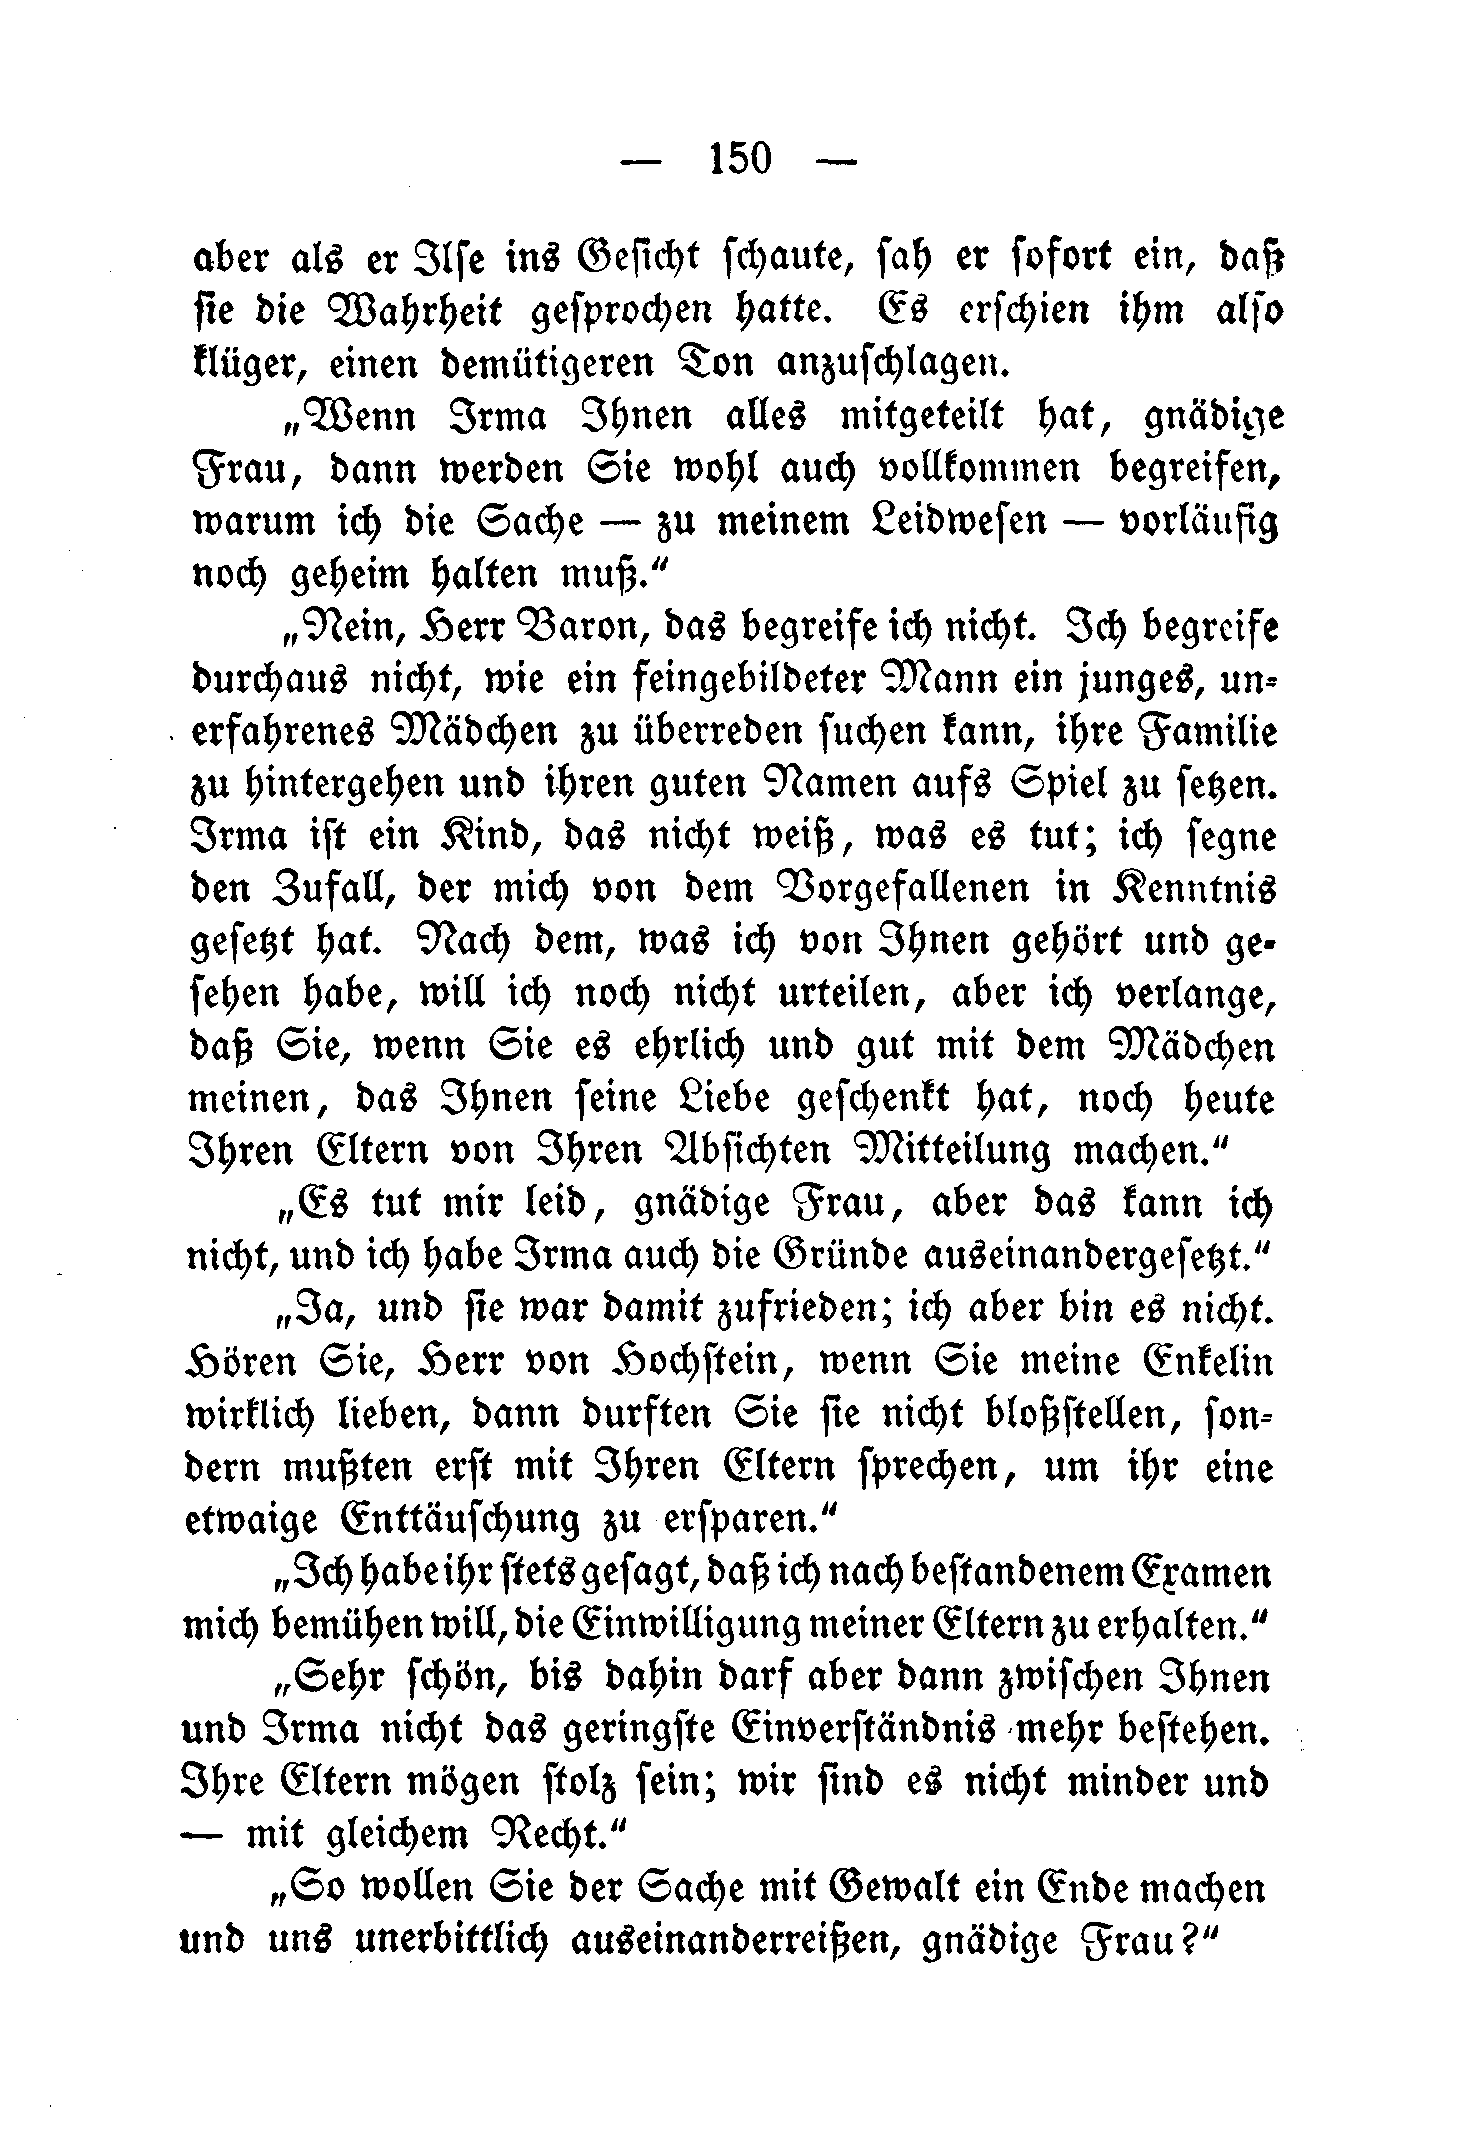 — 150 —
aber als er Ilse ins Gesicht schaute, sah er sofort ein, daß
sie die Wahrheit gesprochen hatte. Es erschien ihm also
klüger, einen demütigeren Ton anzuschlagen.
„Wenn Irma Ihnen alles mitgeteilt hat, gnädige
Frau, dann werden Sie wohl auch vollkommen begreifen,
warum ich die Sache — zu meinem Leidwesen — vorläufig
noch geheim halten muß.“
„Nein, Herr Baron, das begreife ich nicht. Ich begreife
durchaus nicht, wie ein feingebildeter Mann ein junges, un-
erfahrenes Mädchen zu überreden suchen kann, ihre Familie
zu hintergehen und ihren guten Namen aufs Spiel zu setzen.
Irma ist ein Kind, das nicht weiß, was es tut; ich segne
den Zufall, der mich von dem Vorgefallenen in Kenntnis
gesetzt hat. Nach dem, was ich von Ihnen gehört und ge-
sehen habe, will ich noch nicht urteilen, aber ich verlange,
daß Sie, wenn Sie es ehrlich und gut mit dem Mädchen
meinen, das Ihnen seine Liebe geschenkt hat, noch heute
Ihren Eltern von Ihren Absichten Mitteilung machen.“
„Es tut mir leid, gnädige Frau, aber das kann ich
nicht, und ich habe Irma auch die Gründe auseinandergesetzt.“
„Ja, und sie war damit zufrieden; ich aber bin es nicht.
Hören Sie, Herr von Hochstein, wenn Sie meine Enkelin
wirklich lieben, dann durften Sie sie nicht bloßstellen, son-
dern mußten erst mit Ihren Eltern sprechen, um ihr eine
etwaige Enttäuschung zu ersparen.“
„Ich habe ihr stets gesagt, daß ich nach bestandenem Examen
mich bemühen will, die Einwilligung meiner Eltern zu erhalten.“
„Sehr schön, bis dahin darf aber dann zwischen Ihnen
und Irma nicht das geringste Einverständnis mehr bestehen.
Ihre Eltern mögen stolz sein; wir sind es nicht minder und
— mit gleichem Recht.“
„So wollen Sie der Sache mit Gewalt ein Ende machen
und uns unerbittlich auseinanderreißen, gnädige Frau?“